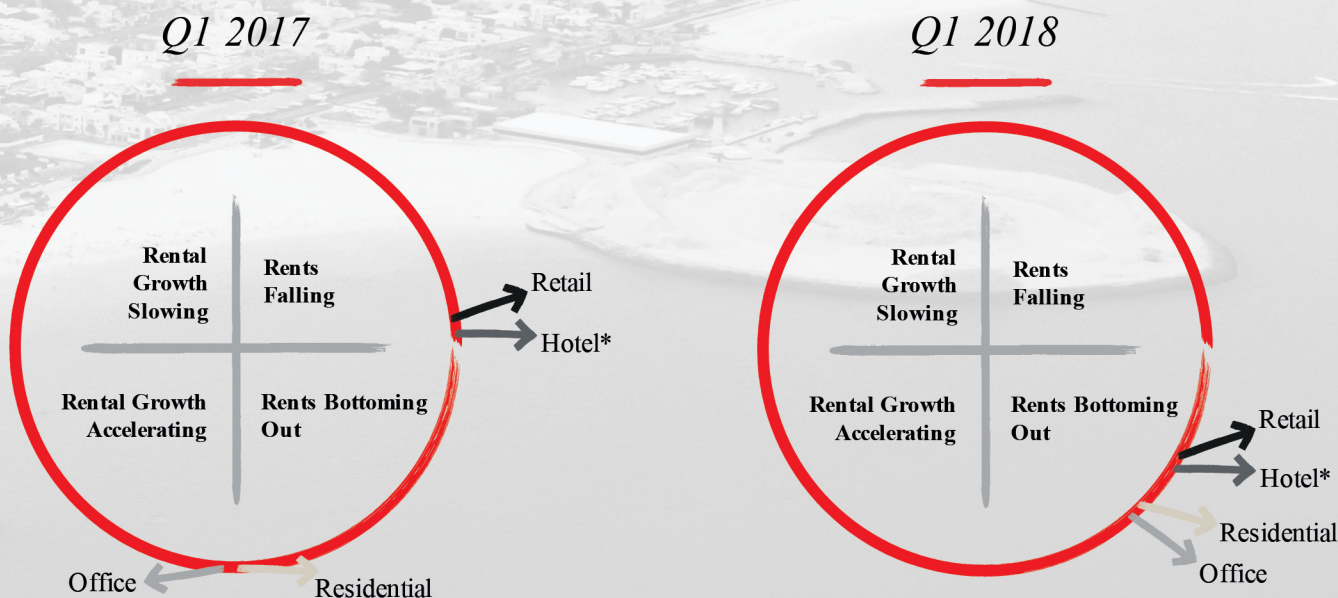 Q1 2017
Rental
Growth
Slowing
Rents
Falling
Retail
Hotel*
Rental Growth
Accelerating
Rents Bottoming
Out
Office
Residential
Q1 2018
Rental
Growth
Slowing
Rents
Falling
Rental Growth
Accelerating
Rents Bottoming
Out
Retail
Hotel*
Residential
Office